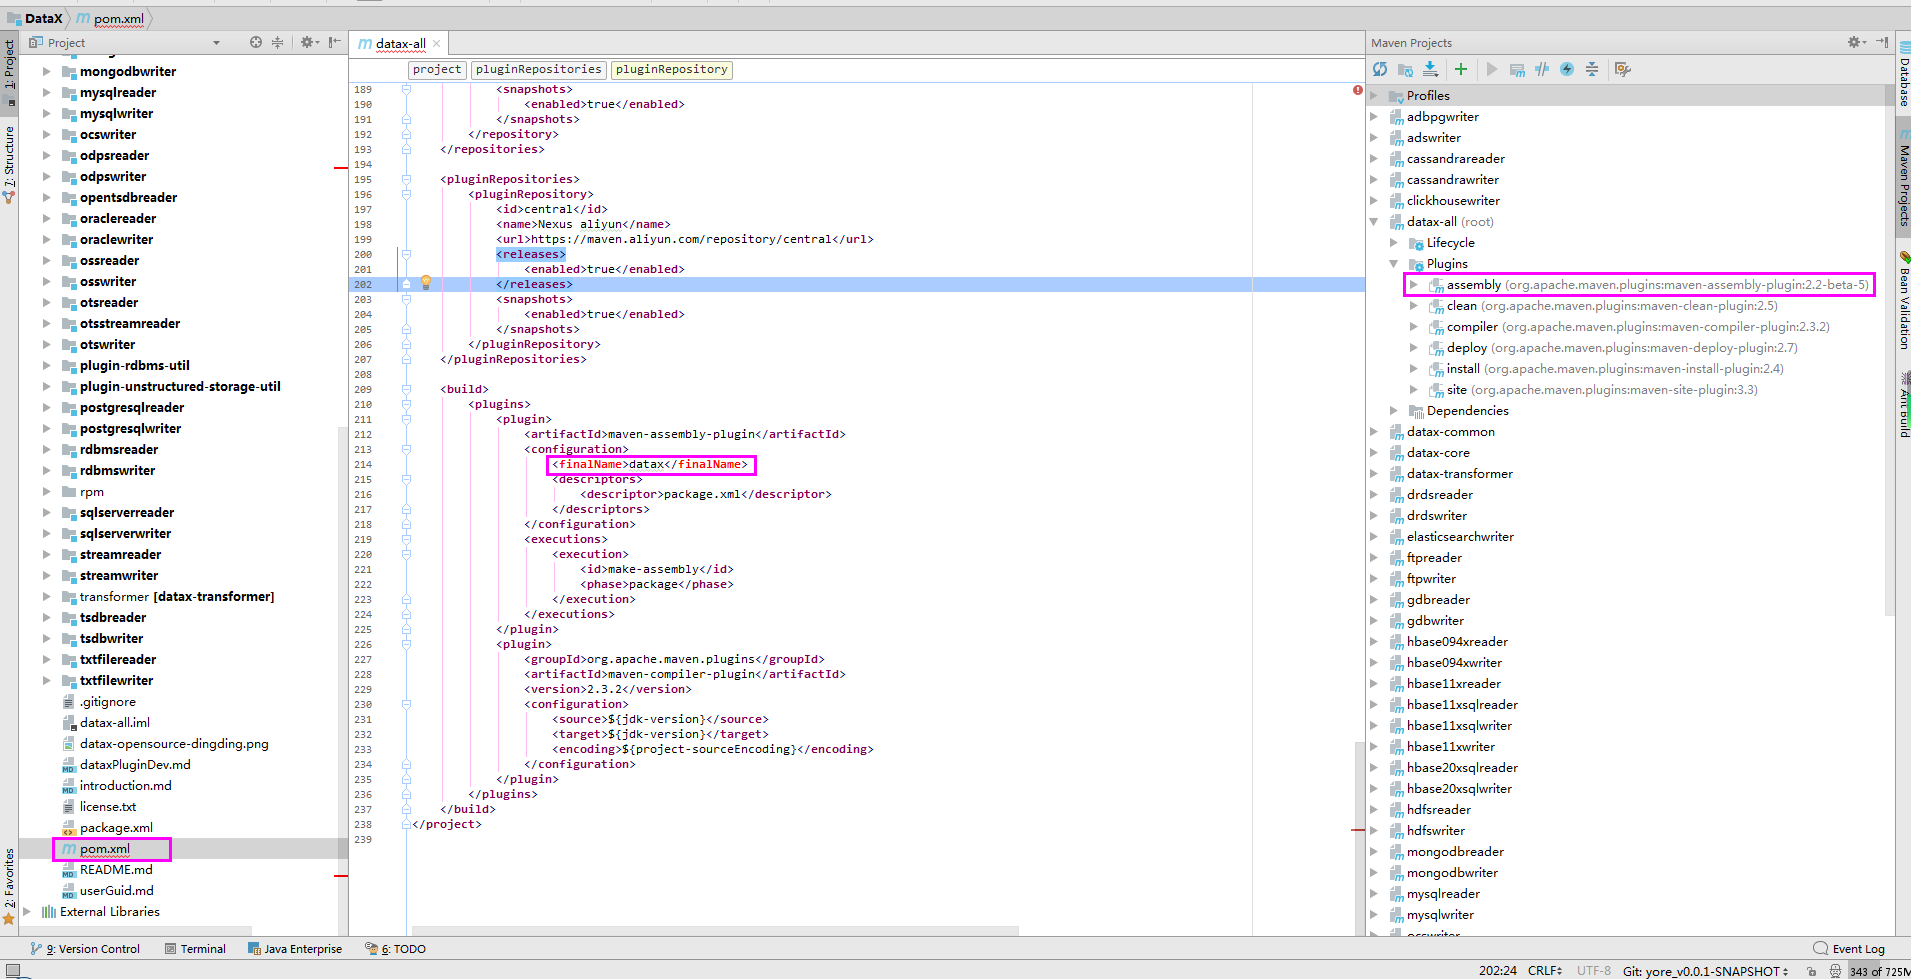 DataX
pom.xml
Project
datax-all
Maven Projects
1: Project
7: Structure
2: Favorites
mongodbwriter
mysqlreader
mysqlwriter
ocswriter
odpsreader
odpswriter
opentsdbreader
oraclereader
oraclewriter
ossreader
osswriter
otsreader
otsstreamreader
otswriter
plugin-rdbms-util
plugin-unstructured-storage-util
postgresqlreader
postgresqlwriter
rdbmsreader
rdbmswriter
rpm
sqlserverreader
sqlserverwriter
streamreader
streamwriter
transformer [datax-transformer]
tsdbreader
tsdbwriter
txtfilereader
txtfilewriter
.gitignore
datax-all.iml
datax-opensource-dingding.png
dataxPluginDev.md
introduction.md
license.txt
package.xml
pom.xml
README.md
userGuid.md
External Libraries
project pluginRepositories pluginRepository
189 <snapshots>
190 <enabled>true</enabled>
191 </snapshots>
192 </repository>
193 </repositories>
194
195 <pluginRepositories>
196 <pluginRepository>
197 <id>central</id>
198 <name>Nexus aliyun</name>
199 <url>https://maven.aliyun.com/repository/central</url>
200 <releases>
201 <enabled>true</enabled>
202 </releases>
203 <snapshots>
204 <enabled>true</enabled>
205 </snapshots>
206 </pluginRepository>
207 </pluginRepositories>
208
209 <build>
210 <plugins>
211 <plugin>
212 <artifactId>maven-assembly-plugin</artifactId>
213 <configuration>
214 <finalName>datax</finalName>
215 <descriptors>
216 <descriptor>package.xml</descriptor>
217 </descriptors>
218 </configuration>
219 <executions>
220 <execution>
221 <id>make-assembly</id>
222 <phase>package</phase>
223 </execution>
224 </executions>
225 </plugin>
226 <plugin>
227 <groupId>org.apache.maven.plugins</groupId>
228 <artifactId>maven-compiler-plugin</artifactId>
229 <version>2.3.2</version>
230 <configuration>
231 <source>${jdk-version}</source>
232 <target>${jdk-version}</target>
233 <encoding>${project-sourceEncoding}</encoding>
234 </configuration>
235 </plugin>
236 </plugins>
237 </build>
238 </project>
239
Profiles
adbpgwriter
adswriter
cassandrareader
cassandrawriter
clickhousewriter
datax-all (root)
Lifecycle
Plugins
assembly (org.apache.maven.plugins:maven-assembly-plugin:2.2-beta-5)
clean (org.apache.maven.plugins:maven-clean-plugin:2.5)
compiler (org.apache.maven.plugins:maven-compiler-plugin:2.3.2)
deploy (org.apache.maven.plugins:maven-deploy-plugin:2.7)
install (org.apache.maven.plugins:maven-install-plugin:2.4)
site (org.apache.maven.plugins:maven-site-plugin:3.3)
Dependencies
datax-common
datax-core
datax-transformer
drdsreader
drdswriter
elasticsearchwriter
ftpreader
ftpwriter
gdbreader
gdbwriter
hbase094xreader
hbase094xwriter
hbase11xreader
hbase11xsqlreader
hbase11xsqlwriter
hbase11xwriter
hbase20xsqlreader
hbase20xsqlwriter
hdfsreader
hdfswriter
mongodbreader
mongodbwriter
mysqlreader
mysqlwriter
ocswriter
Database
Maven Projects
Bean Validation
Ant Build
9: Version Control
Terminal
Java Enterprise
6: TODO
Event Log
202:24 CRLF UTF-8 Git: yore_v0.0.1-SNAPSHOT 343 of 725M